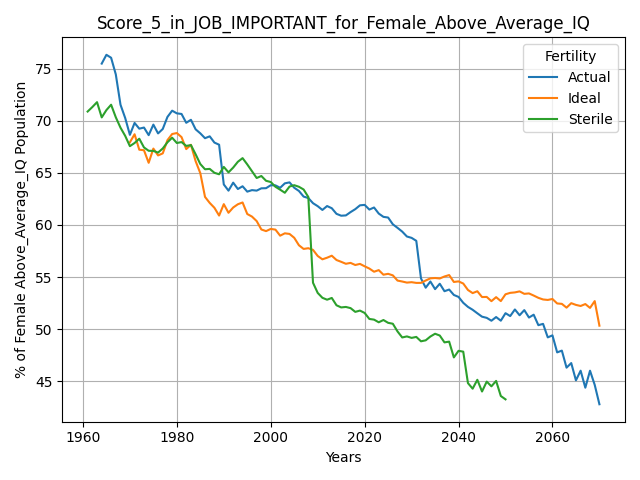 Score_5_in_JOB_IMPORTANT_for_Female_Above_Average_IQ
% of Female Above_Average_IQ Population
75
70
65
60
55
50
45
Fertility
Actual
Ideal
Sterile
1960
1980
2000
2020
2040
2060
Years